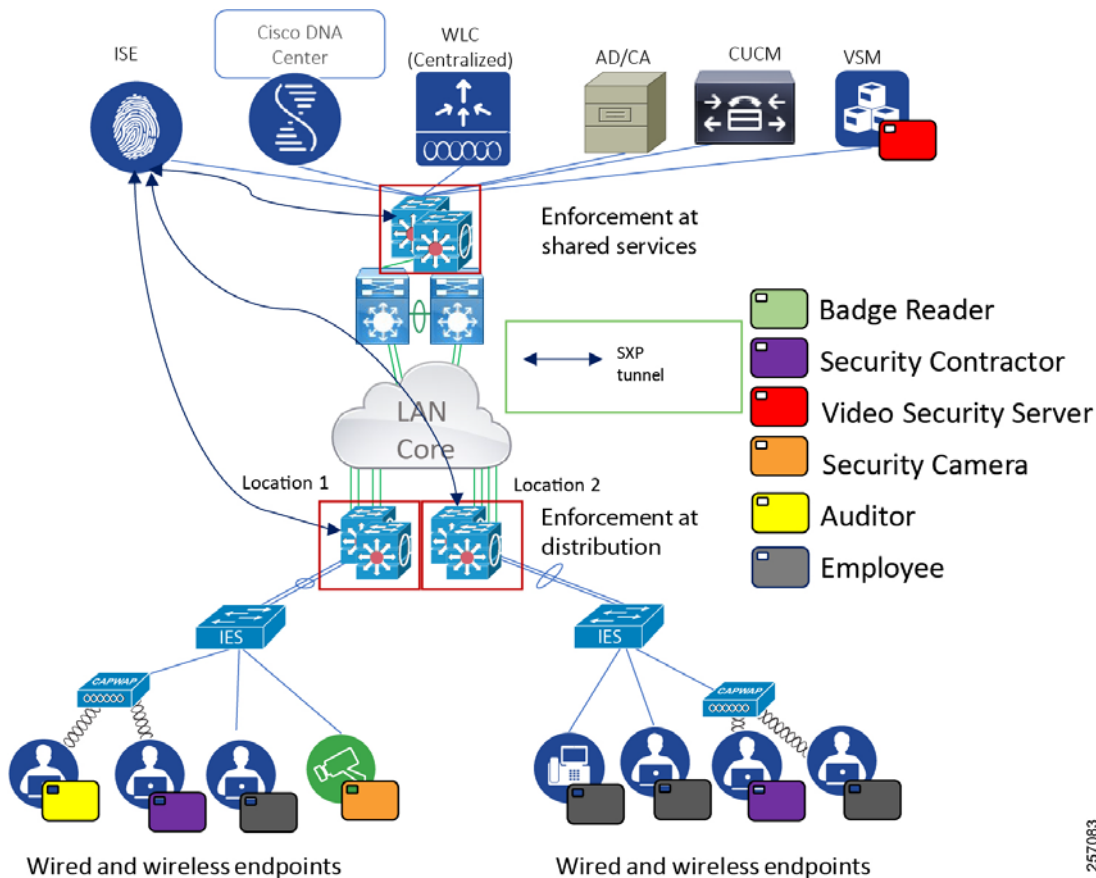 Cisco DNA
Center
ISE
WLC
(Centralized)
AD/CA
CUCM
VSM
Enforcement at
shared services
SXP
tunnel
Badge Reader
Security Contractor
Video Security Server
Security Camera
Auditor
Employee
LAN
Core
Location 1
Location 2
Enforcement at
distribution
IES
IES
CAPWAP
CAPWAP
Wired and wireless endpoints
Wired and wireless endpoints
257083